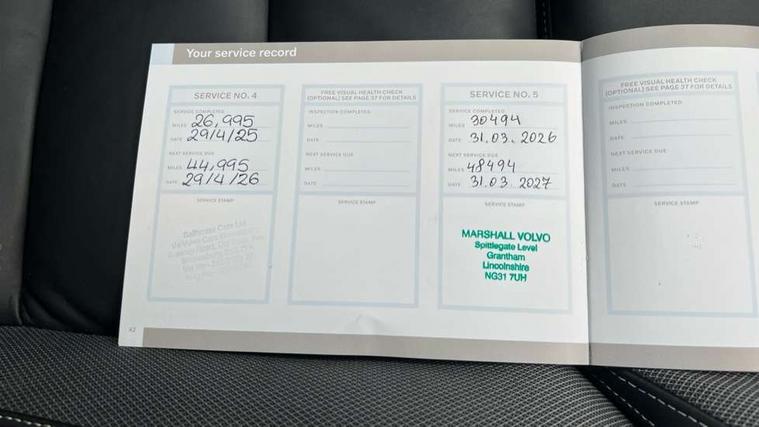 Your service record
SERVICE NO. 4
SERVICE COMPLETED
MILES 26,995
DATE 29/4/25
NEXT SERVICE DUE
MILES 44,995
DATE 29/4/26
SERVICE STAMP
FREE VISUAL HEALTH CHECK
(OPTIONAL) SEE PAGE 37 FOR DETAILS
INSPECTION COMPLETED
MILES
DATE
NEXT SERVICE DUE
MILES
DATE
SERVICE STAMP
SERVICE NO. 5
SERVICE COMPLETED
MILES 30494
DATE 31.03.2026
NEXT SERVICE DUE
MILES 48494
DATE 31.03.2027
SERVICE STAMP
MARSHALL VOLVO
Spittlegate Level
Grantham
Lincolnshire
NG31 7UH
FREE VISUAL HEALTH CHECK
(OPTIONAL) SEE PAGE 37 FOR DETAILS
INSPECTION COMPLETED
MILES
DATE
NEXT SERVICE DUE
MILES
DATE
SERVICE STAMP
42